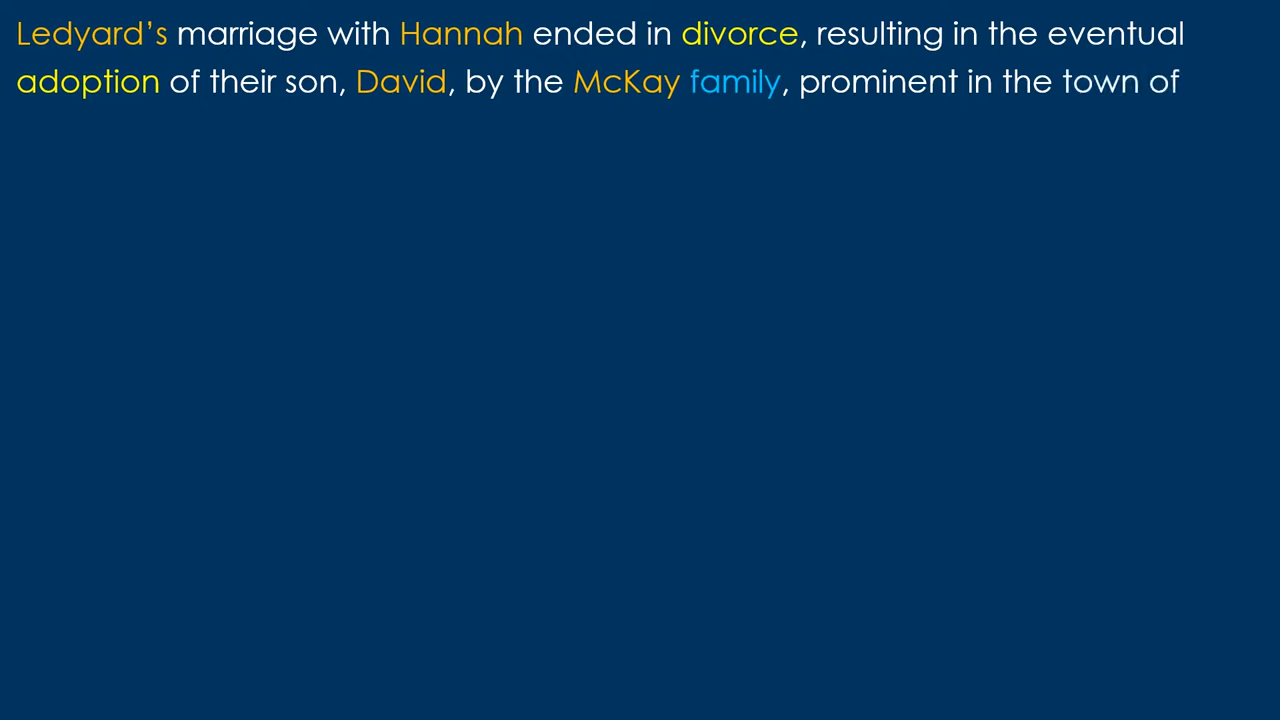 Ledyard’s marriage with Hannah ended in divorce, resulting in the eventual
adoption of their son, David, by the McKay family, prominent in the town of